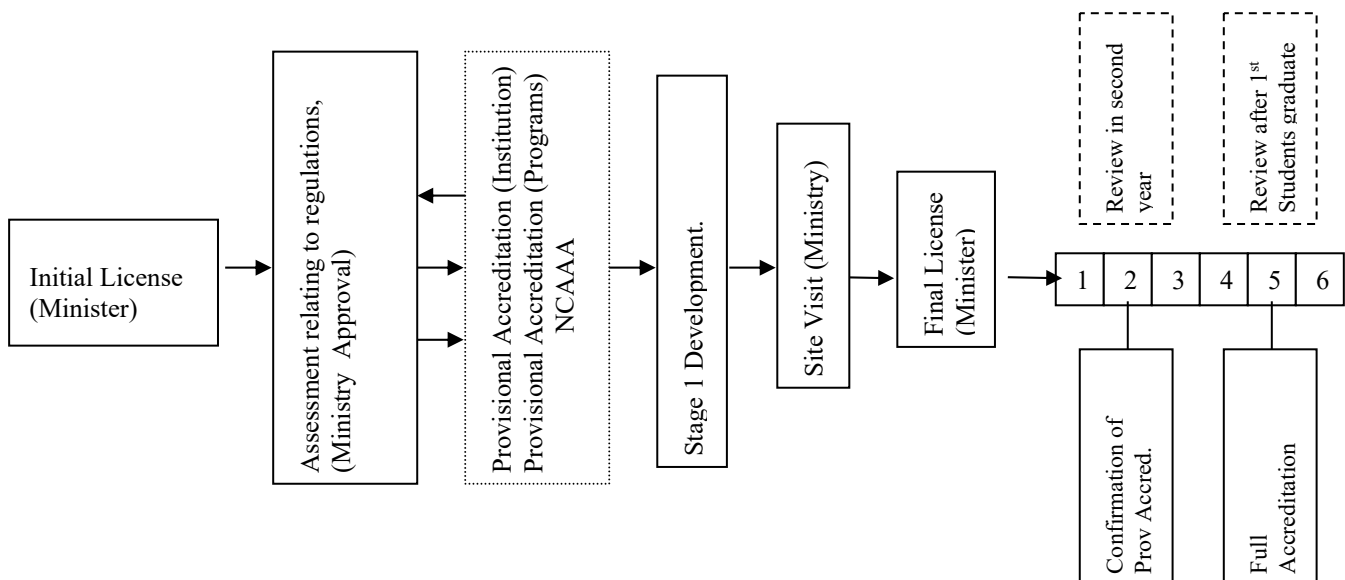 Initial License
(Minister)
Assessment relating to regulations,
(Ministry Approval)
Provisional Accreditation (Institution)
Provisional Accreditation (Programs)
NCAAA
Stage 1 Development.
Site Visit (Ministry)
Final License
(Minister)
Review in second
year
Review after 1st
Students graduate
1 2 3 4 5 6
Confirmation of
Prov Accred.
Full
Accreditation